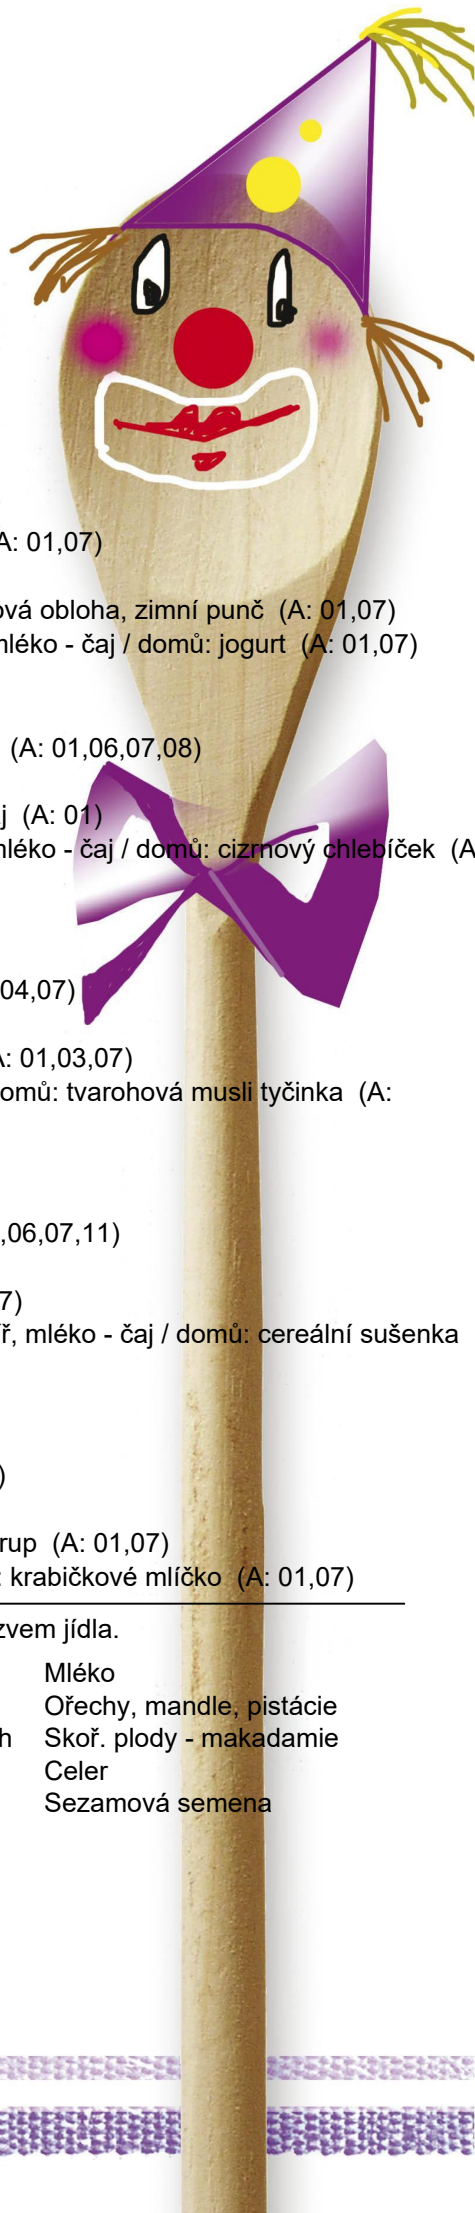 A: 01,07)
ová obloha, zimní punč (A: 01,07)
mléko - čaj / domů: jogurt (A: 01,07)
(A: 01,06,07,08)
j (A: 01)
mléko - čaj / domů: cizrnový chlebíček (A
04,07)
A: 01,03,07)
omů: tvarohová musli tyčinka (A:
,06,07,11)
7)
ř, mléko - čaj / domů: cereální sušenka
)
rup (A: 01,07)
: krabičkové mlíčko (A: 01,07)
zvem jídla.
Mléko
Ořechy, mandle, pistácie
h Skoř. plody - makadamie
Celer
Sezamová semena